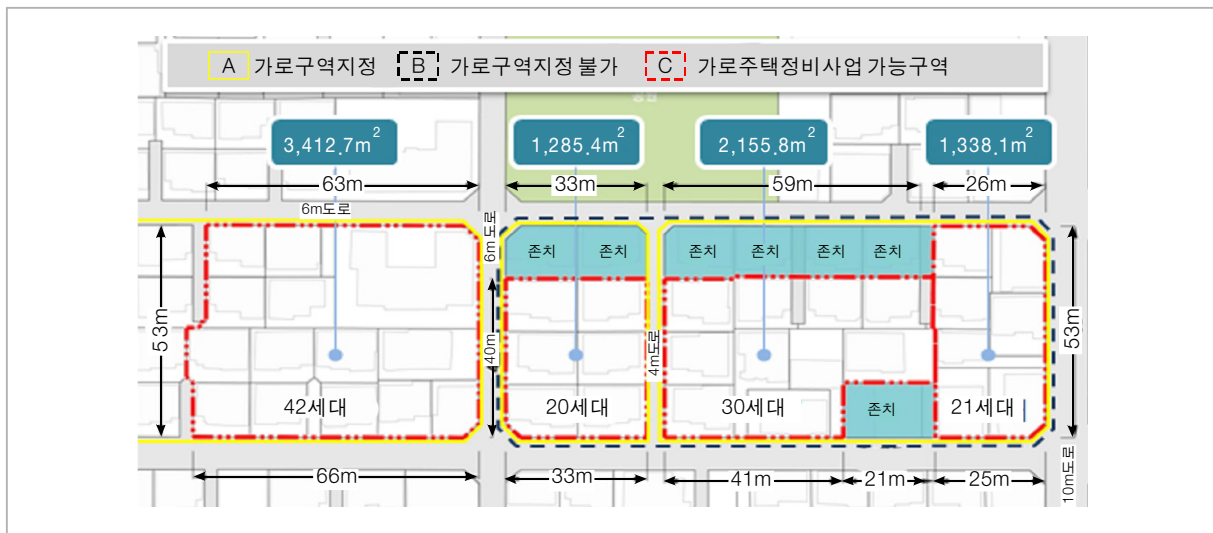 A 가로구역지정 B 가로구역지정 불가 C 가로주택정비사업 가능구역
3,412.7m²
1,285.4m²
2,155.8m²
1,338.1m²
63m
33m
59m
26m
6m도로
6m도로
존치 존치
존치 존치 존치 존치
53m
40m
4m도로
53m
존치
42세대
20세대
30세대
21세대
66m
33m
41m
21m
25m
10m도로